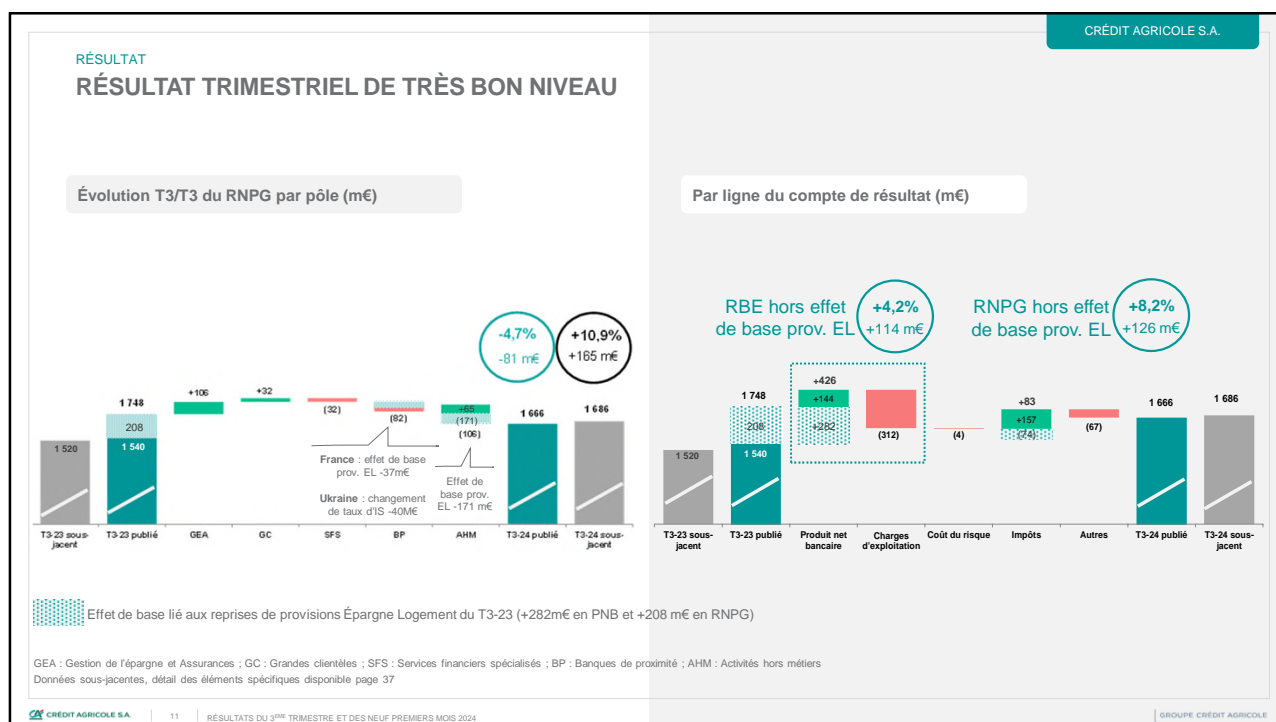 CRÉDIT AGRICOLE S.A.
RÉSULTAT
RÉSULTAT TRIMESTRIEL DE TRÈS BON NIVEAU
Évolution T3/T3 du RNPG par pôle (m€)
-4,7%
-81 m€
+10,9%
+165 m€
1 520
1 748
208
1 540
+106
+32
(32)
(82)
+65
(171)
(106)
1 666
1 686
France : effet de base
prov. EL -37m€
Ukraine : changement
de taux d'IS -40M€
Effet de
base prov.
EL -171 m€
T3-23 sous-
jacent
T3-23 publié
GEA
GC
SFS
BP
AHM
T3-24 publié
T3-24 sous-
jacent
Par ligne du compte de résultat (m€)
RBE hors effet
de base prov. EL
+4,2%
+114 m€
RNPG hors effet
de base prov. EL
+8,2%
+126 m€
1 520
1 748
208
1 540
+426
+144
+282
(312)
(4)
+83
+157
(74)
(67)
1 666
1 686
T3-23 sous-
jacent
T3-23 publié
Produit net
bancaire
Charges
d'exploitation
Coût du risque
Impôts
Autres
T3-24 publié
T3-24 sous-
jacent
Effet de base lié aux reprises de provisions Épargne Logement du T3-23 (+282m€ en PNB et +208 m€ en RNPG)
GEA : Gestion de l'épargne et Assurances ; GC : Grandes clientèles ; SFS : Services financiers spécialisés ; BP : Banques de proximité ; AHM : Activités hors métiers
Données sous-jacentes, détail des éléments spécifiques disponible page 37
CRÉDIT AGRICOLE S.A.
11
RÉSULTATS DU 3EME TRIMESTRE ET DES NEUF PREMIERS MOIS 2024
GROUPE CRÉDIT AGRICOLE